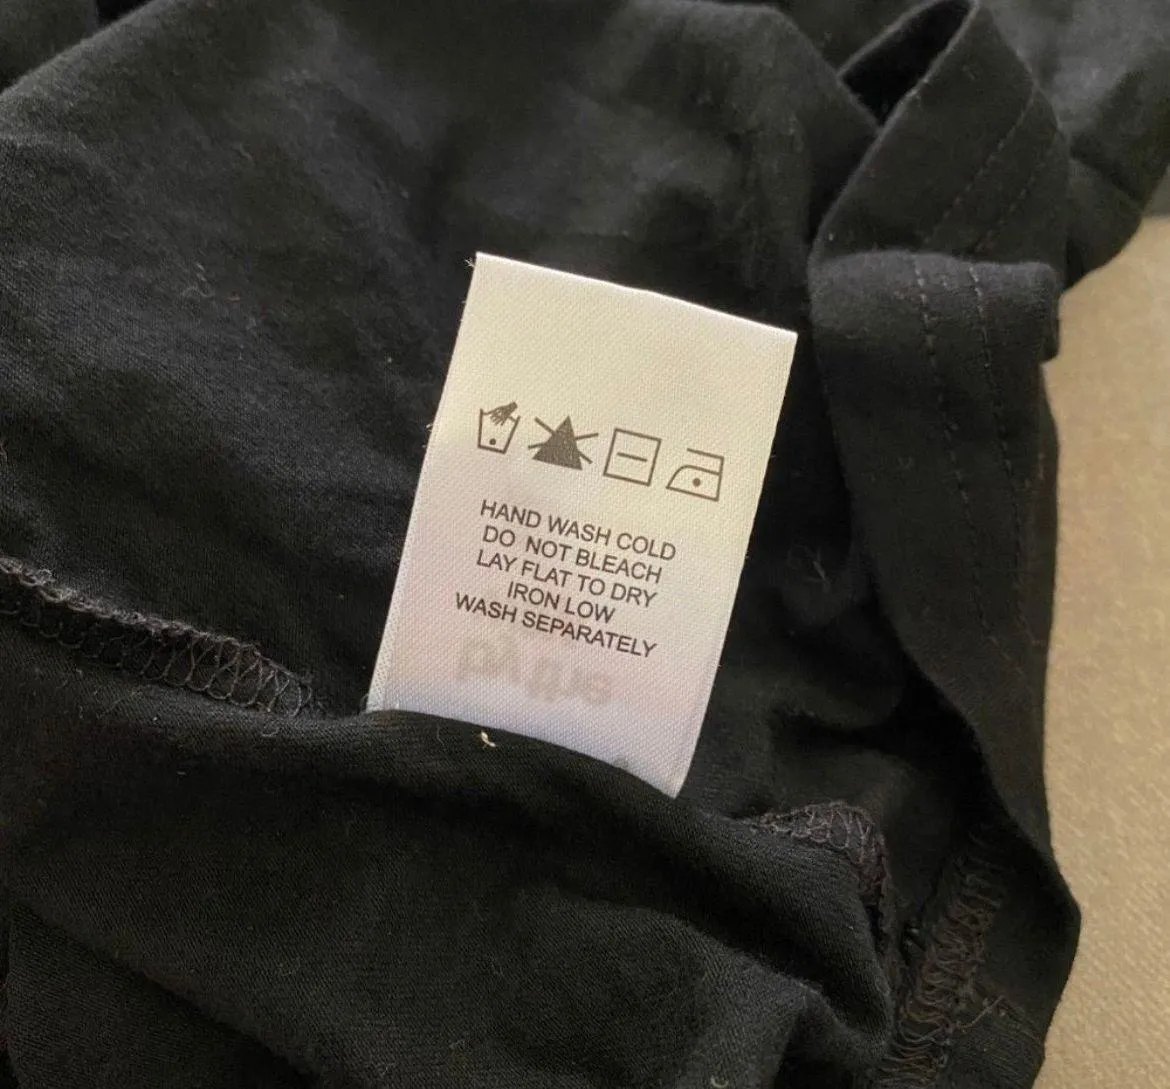 HAND WASH COLD
DO NOT BLEACH
LAY FLAT TO DRY
IRON LOW
WASH SEPARATELY